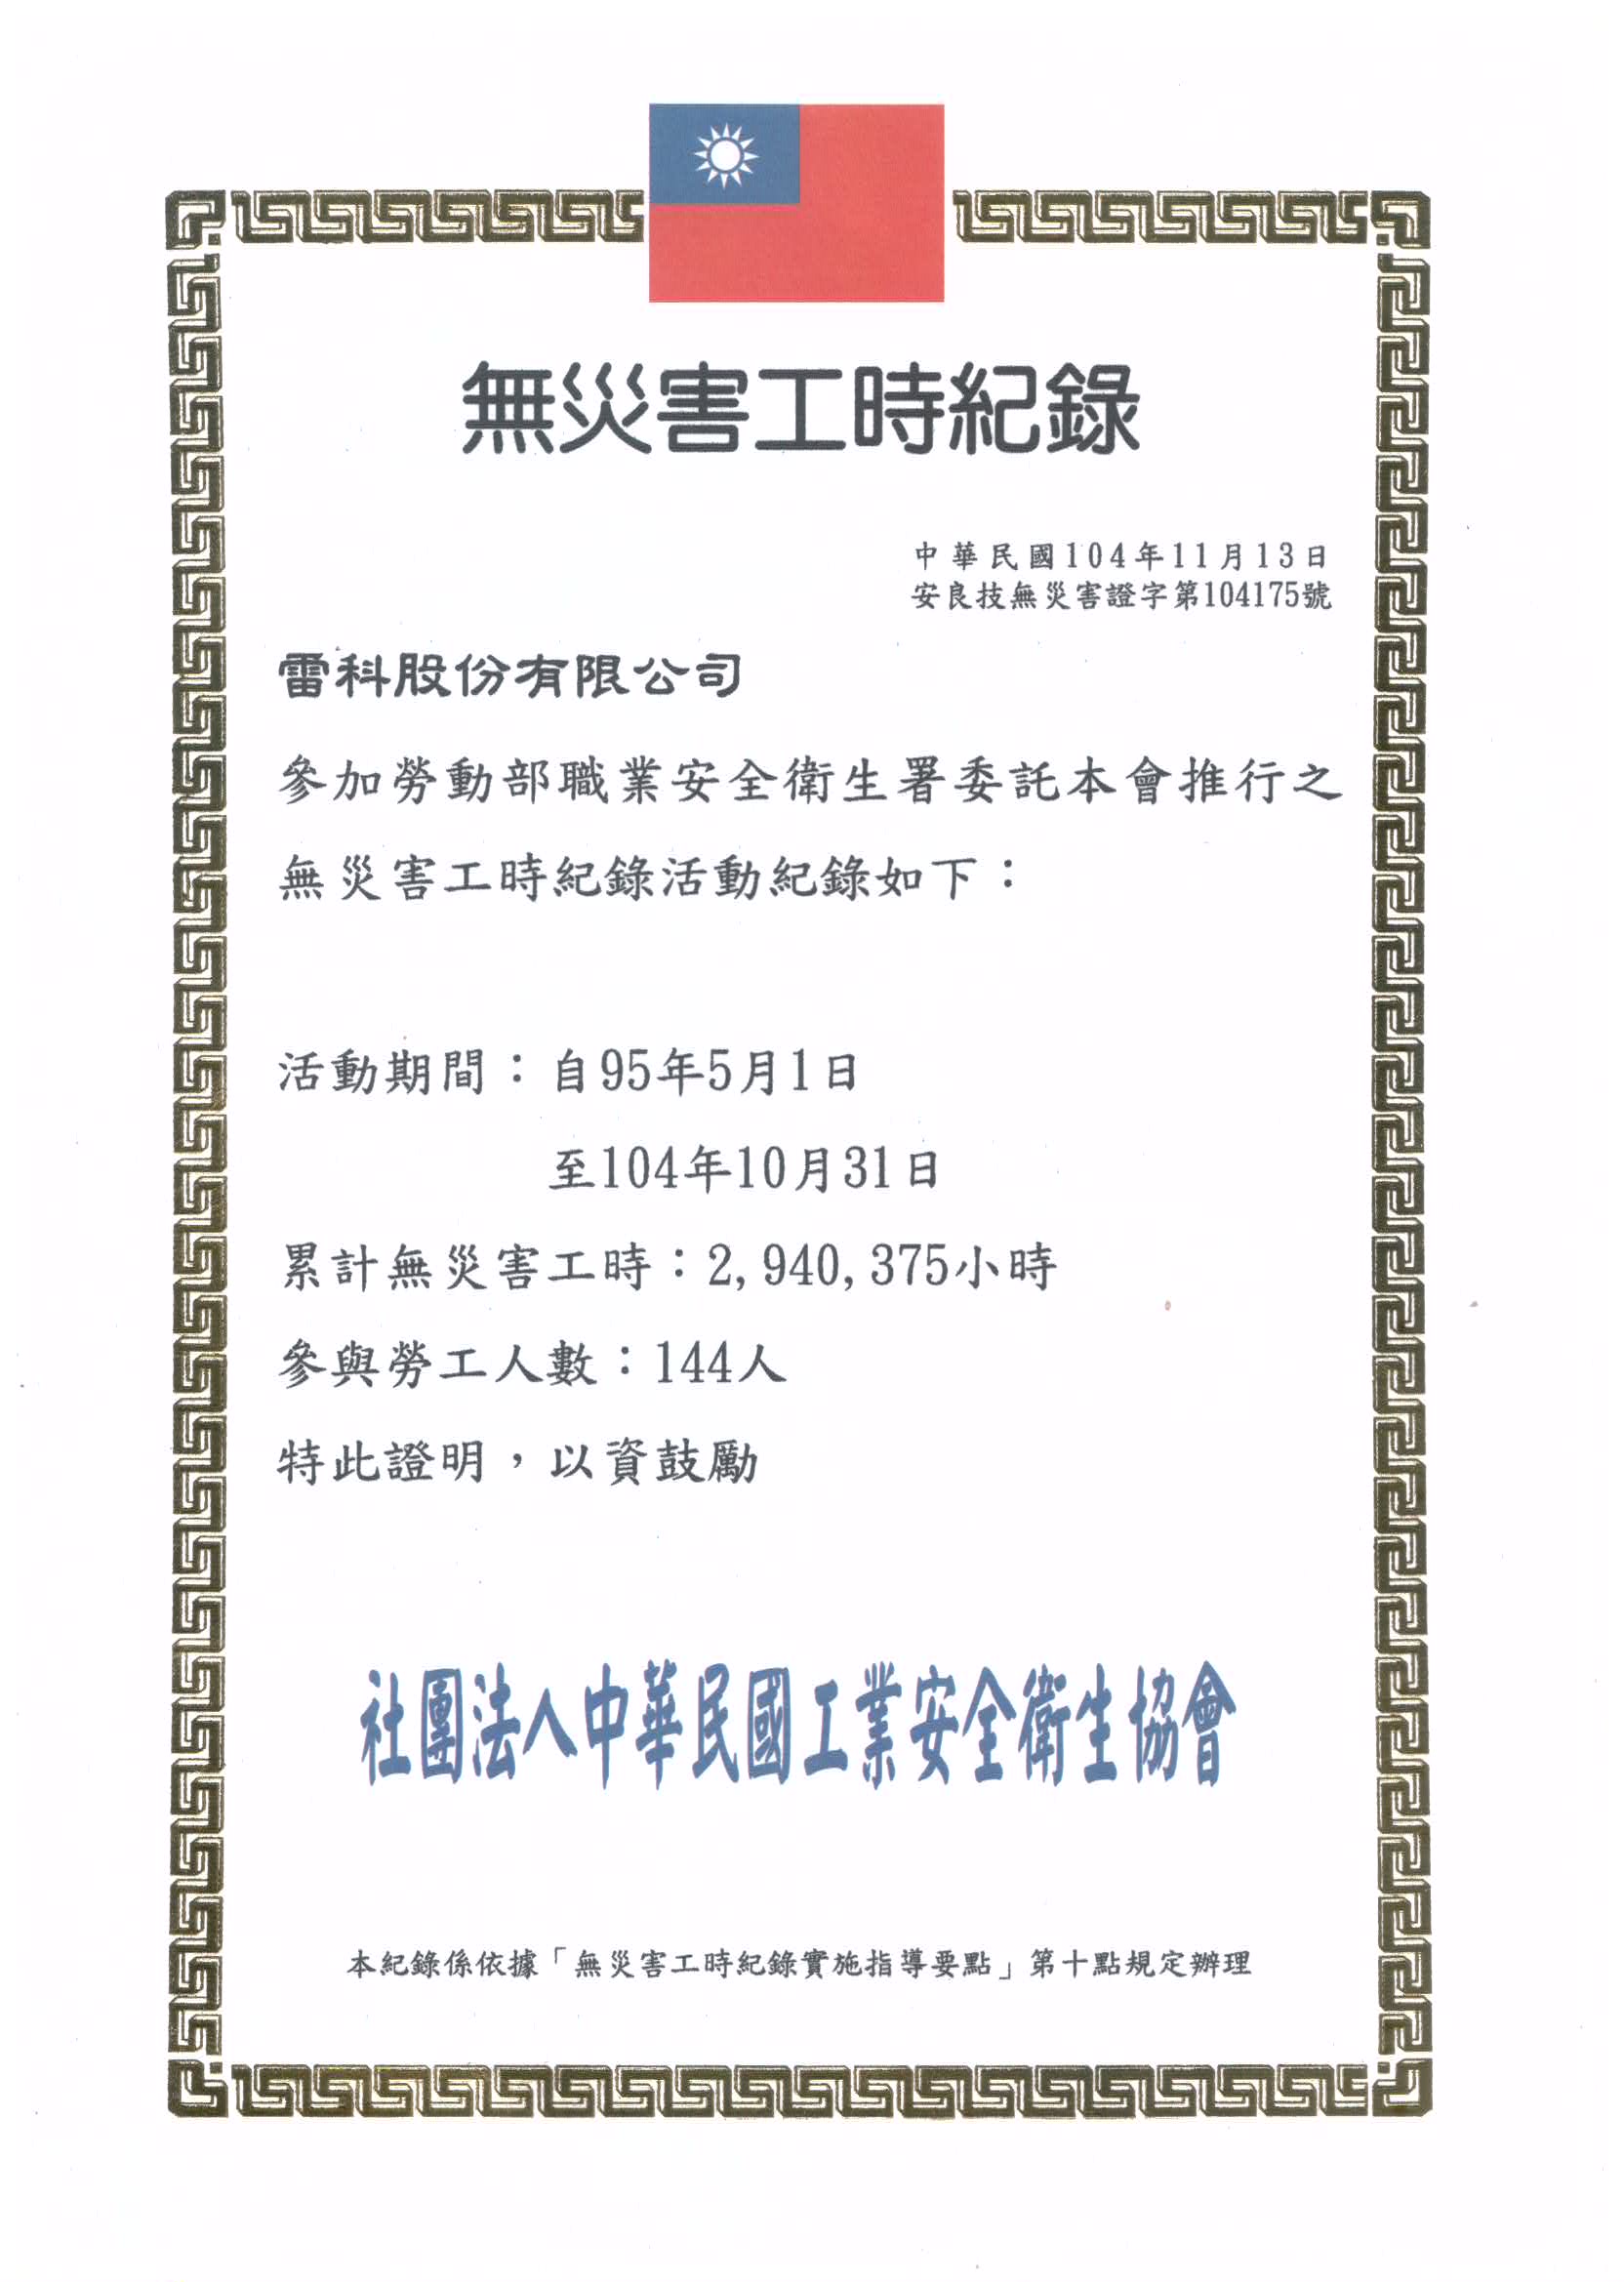 無災害工時紀錄
中華民國104年11月13日
安良技無災害證字第104175號
雷科股份有限公司
參加勞動部職業安全衛生署委託本會推行之
無災害工時紀錄活動紀錄如下：
活動期間：自95年5月1日
至104年10月31日
累計無災害工時：2,940,375小時
參與勞工人數：144人
特此證明，以資鼓勵
社團法人中華民國工業安全衛生協會
本紀錄係依據「無災害工時紀錄實施指導要點」第十點規定辦理